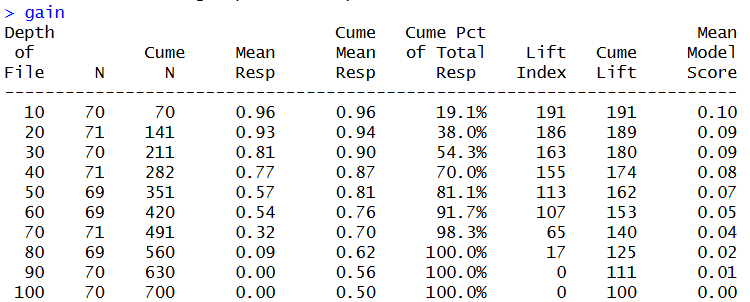 > gain
Depth                            Cume  Cume Pct                     Mean
 of            Cume     Mean     Mean  of Total    Lift   Cume     Model
File      N       N     Resp     Resp      Resp   Index   Lift     Score
-------------------------------------------------------------------------
  10     70      70     0.96     0.96     19.1%     191    191      0.10
  20     71     141     0.93     0.94     38.0%     186    189      0.09
  30     70     211     0.81     0.90     54.3%     163    180      0.09
  40     71     282     0.77     0.87     70.0%     155    174      0.08
  50     69     351     0.57     0.81     81.1%     113    162      0.07
  60     69     420     0.54     0.76     91.7%     107    153      0.05
  70     71     491     0.32     0.70     98.3%      65    140      0.04
  80     69     560     0.09     0.62    100.0%      17    125      0.02
  90     70     630     0.00     0.56    100.0%       0    111      0.01
 100     70     700     0.00     0.50    100.0%       0    100      0.00